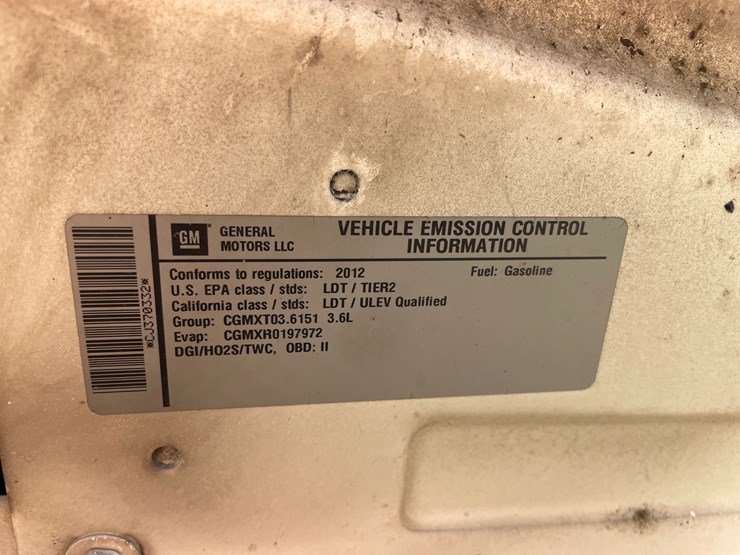 GM GENERAL MOTORS LLC
VEHICLE EMISSION CONTROL
INFORMATION
Conforms to regulations: 2012 Fuel: Gasoline
U.S. EPA class / stds: LDT / TIER2
California class / stds: LDT / ULEV Qualified
Group: CGMXT03.6151 3.6L
Evap: CGMXR0197972
DGI/HO2S/TWC, OBD: II
*CJ370332*